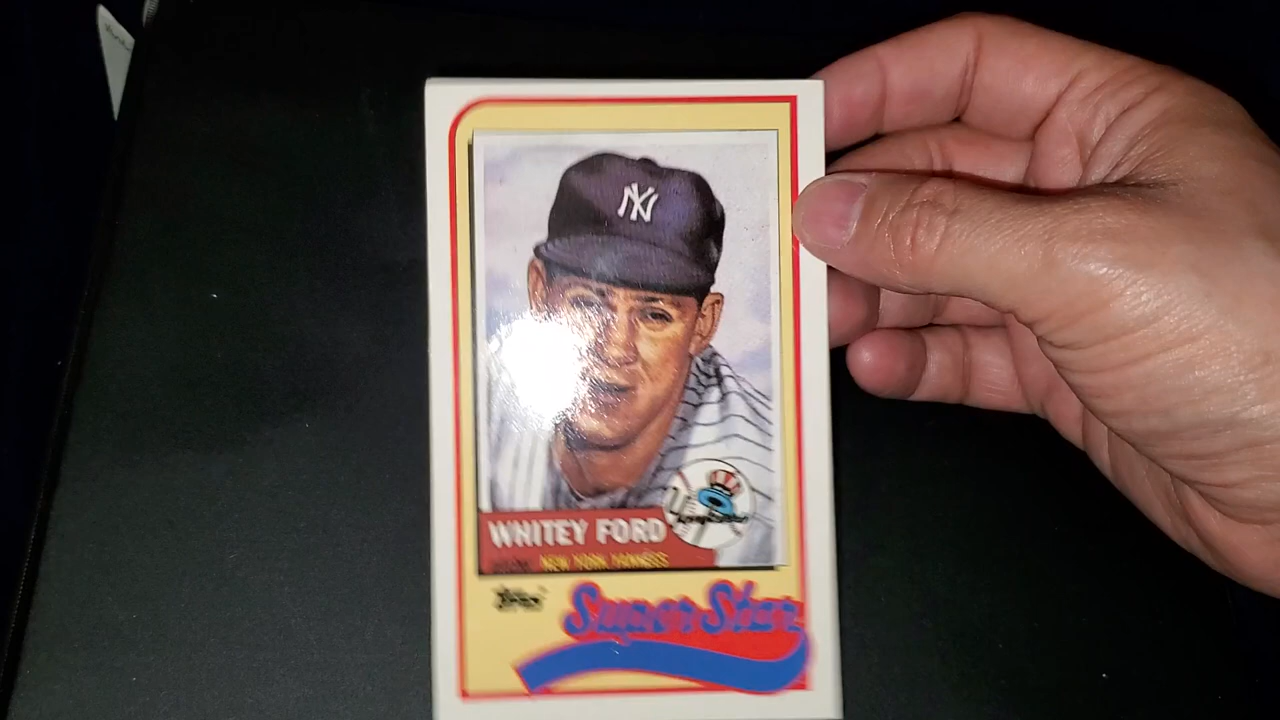 NY
WHITEY FORD
NEW YORK YANKEES
Topps
Super Star